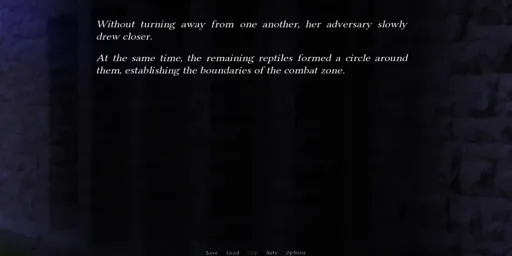 Without turning away from one another, her adversary slowly
drew closer.
At the same time, the remaining reptiles formed a circle around
them, establishing the boundaries of the combat zone.
Save Load Skip Auto Options